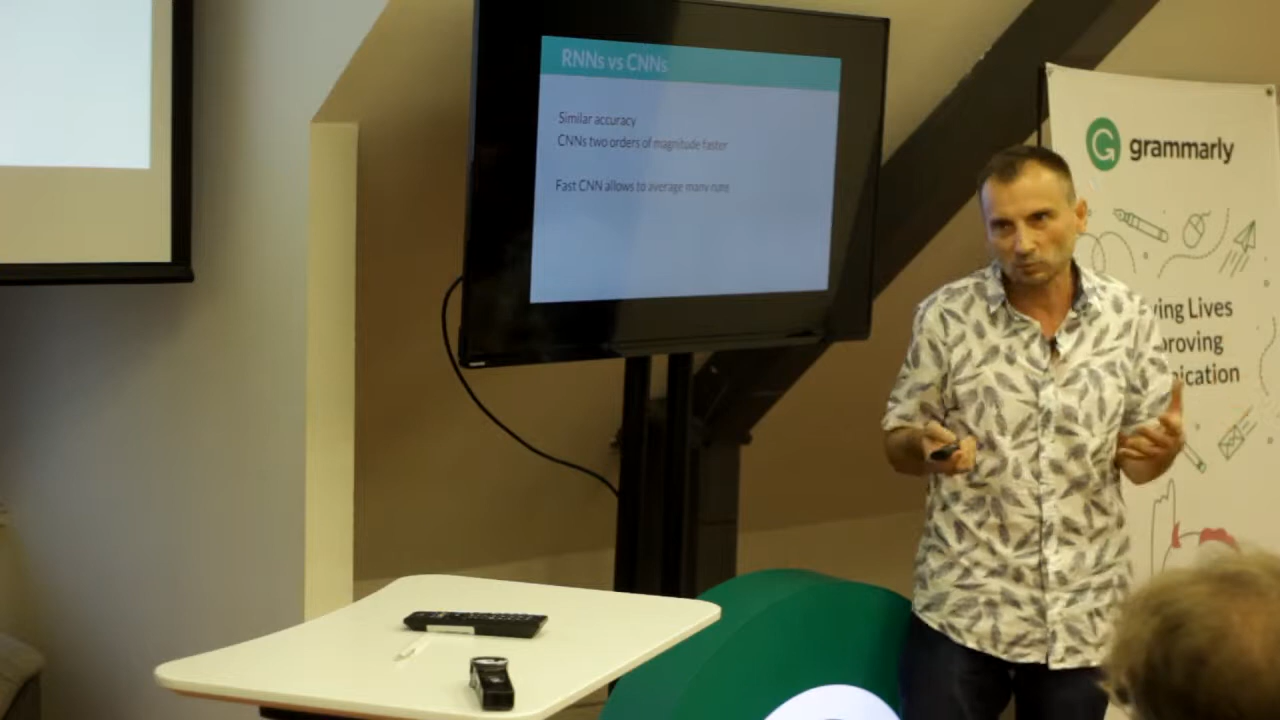 RNNs vs CNNs
Similar accuracy
CNNs two orders of magnitude faster
Fast CNN allows to average many runs
grammarly
ving Lives
proving
ication